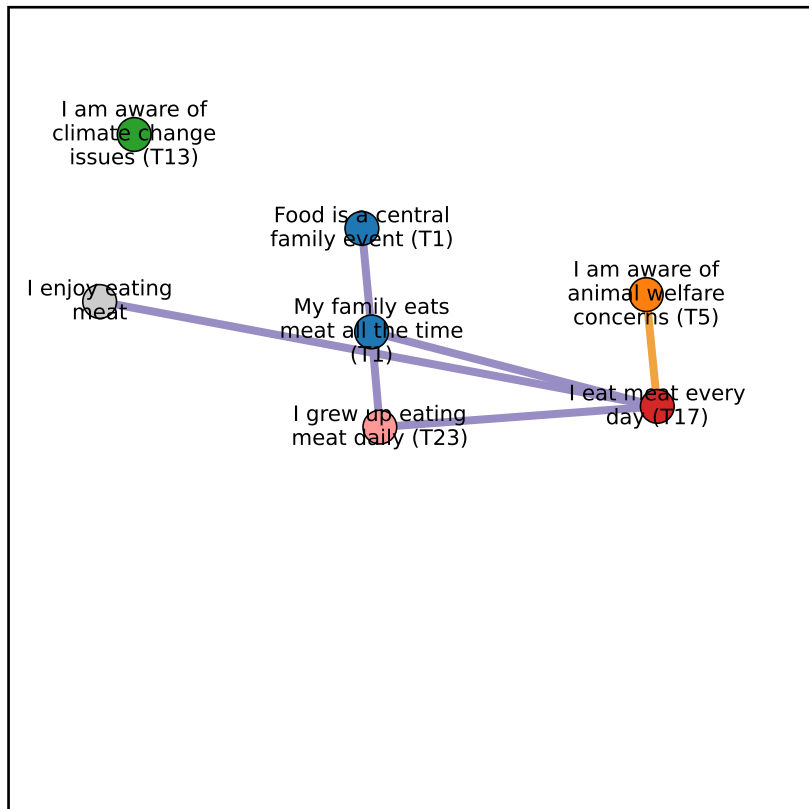 I am aware of
climate change
issues (T13)
Food is a central
family event (T1)
I am aware of
animal welfare
concerns (T5)
I enjoy eating
meat
My family eats
meat all the time
(T1)
I eat meat every
day (T17)
I grew up eating
meat daily (T23)